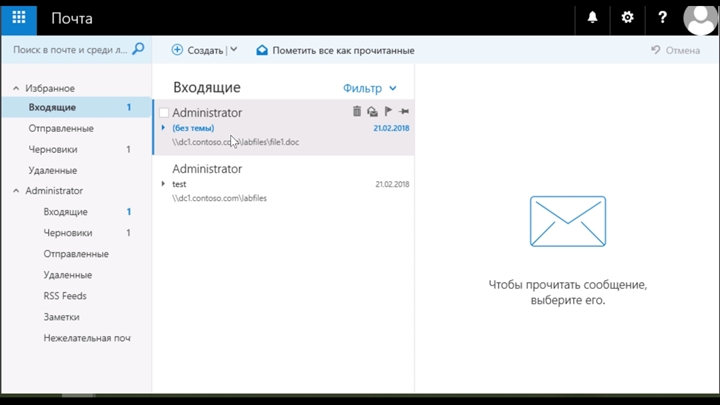 Почта
?
Поиск в почте и среди л...
Создать
Пометить все как прочитанные
Отмена
Избранное
Входящие 1
Отправленные
Черновики 1
Удаленные
Administrator
Входящие 1
Черновики 1
Отправленные
Удаленные
RSS Feeds
Заметки
Нежелательная поч
Входящие
Фильтр
Administrator
(без темы) 21.02.2018
\\dc1.contoso.com\labfiles\file1.doc
Administrator
test 21.02.2018
\\dc1.contoso.com\labfiles
Чтобы прочитать сообщение,
выберите его.